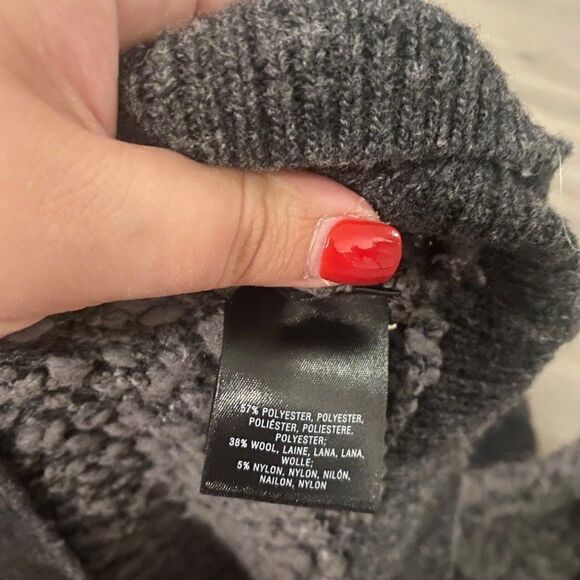 57% POLYESTER, POLYESTER,
POLIÉSTER, POLIESTERE,
POLYESTER;
38% WOOL, LAINE, LANA, LANA,
WOLLE;
5% NYLON, NYLON, NILÓN,
NAILON, NYLON